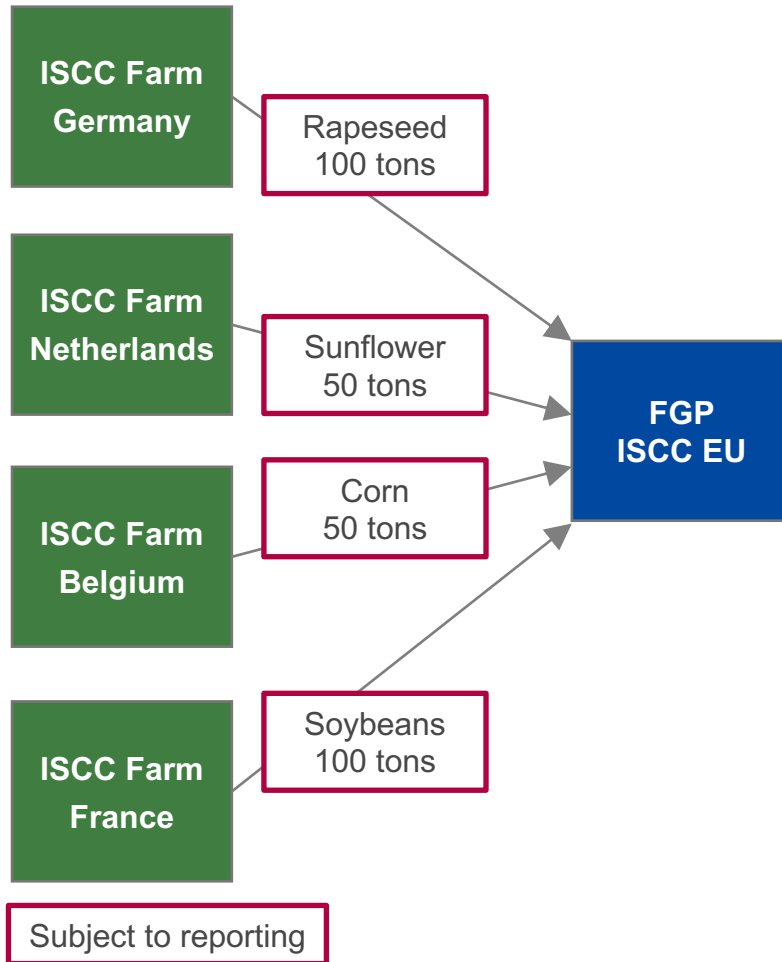 ISCC Farm
Germany
Rapeseed
100 tons
ISCC Farm
Netherlands
Sunflower
50 tons
FGP
ISCC EU
ISCC Farm
Belgium
Corn
50 tons
ISCC Farm
France
Soybeans
100 tons
Subject to reporting